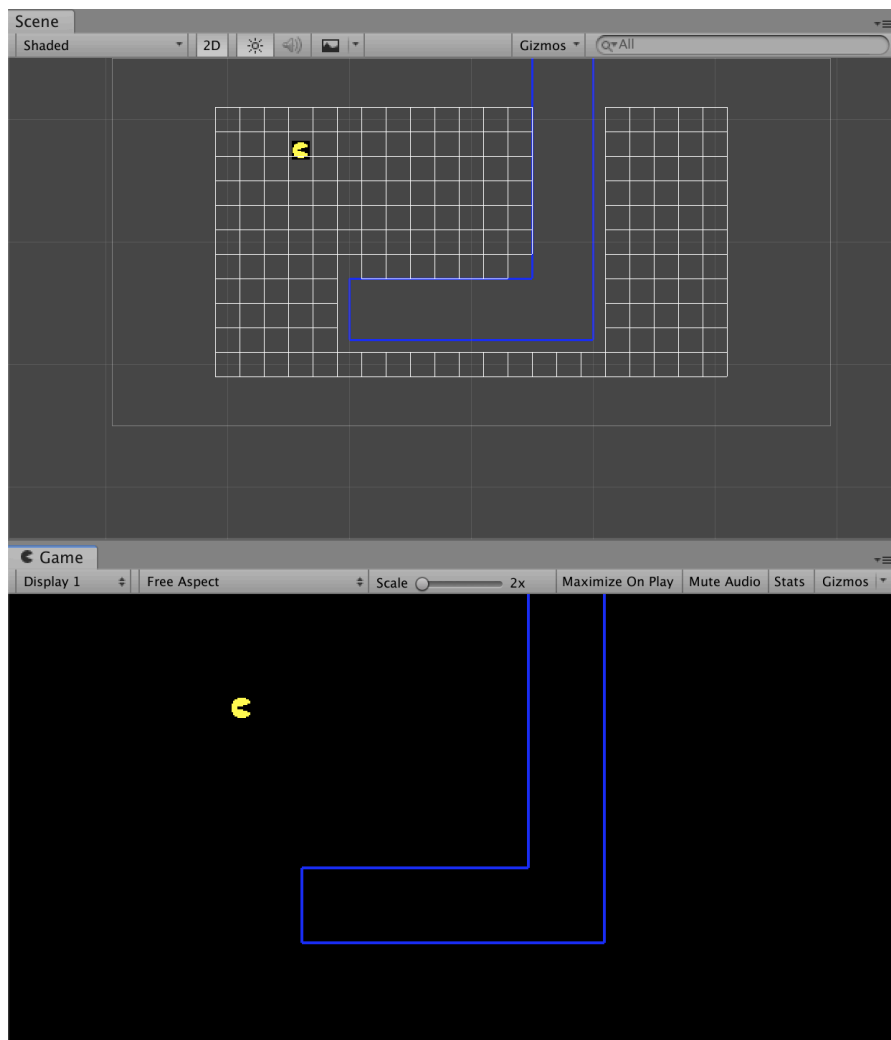 Scene
Shaded 2D Gizmos All
Game
Display 1 Free Aspect Scale 2x Maximize On Play Mute Audio Stats Gizmos